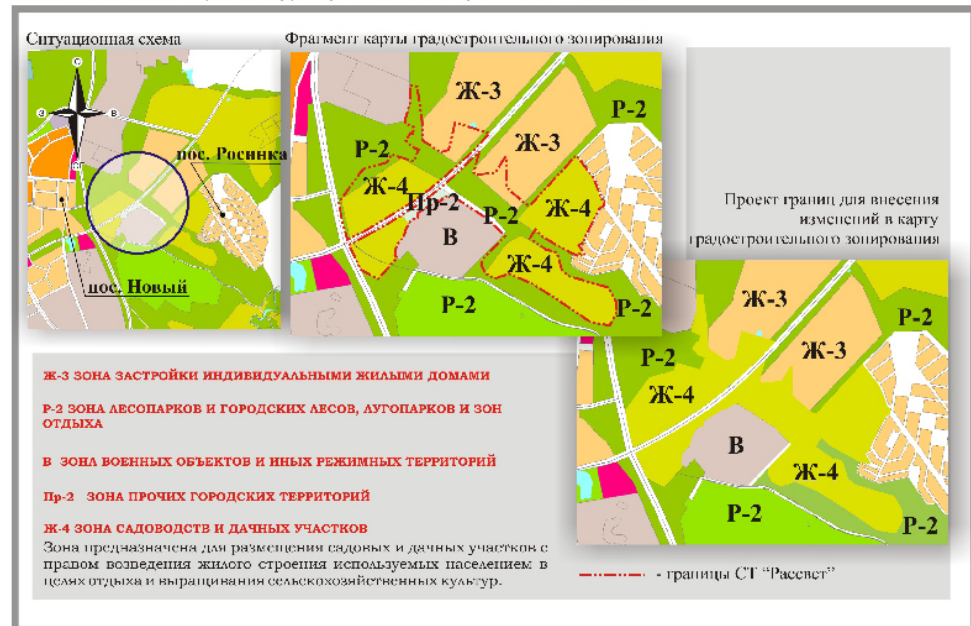 Ситуационная схема
С
З
В
Ю
пос. Росинка
пос. Новый
Фрагмент карты градостроительного зонирования
Ж-3
Р-2
Ж-3
Р-2
Ж-4
Пр-2
Р-2
Ж-4
В
Ж-4
Р-2
Р-2
Проект границ для внесения
изменений в карту
градостроительного зонирования
Ж-3
Р-2
Ж-3
Р-2
Ж-4
В
Ж-4
Р-2
Р-2
Ж-3 ЗОНА ЗАСТРОЙКИ ИНДИВИДУАЛЬНЫМИ ЖИЛЫМИ ДОМАМИ
Р-2 ЗОНА ЛЕСОПАРКОВ И ГОРОДСКИХ ЛЕСОВ, ЛУГОПАРКОВ И ЗОН
ОТДЫХА
В ЗОНА ВОЕННЫХ ОБЪЕКТОВ И ИНЫХ РЕЖИМНЫХ ТЕРРИТОРИЙ
Пр-2 ЗОНА ПРОЧИХ ГОРОДСКИХ ТЕРРИТОРИЙ
Ж-4 ЗОНА САДОВОДСТВ И ДАЧНЫХ УЧАСТКОВ
Зона предназначена для размещения садовых и дачных участков с
правом возведения жилого строения используемых населением в
целях отдыха и выращивания сельскохозяйственных культур.
- границы СТ "Рассвет"